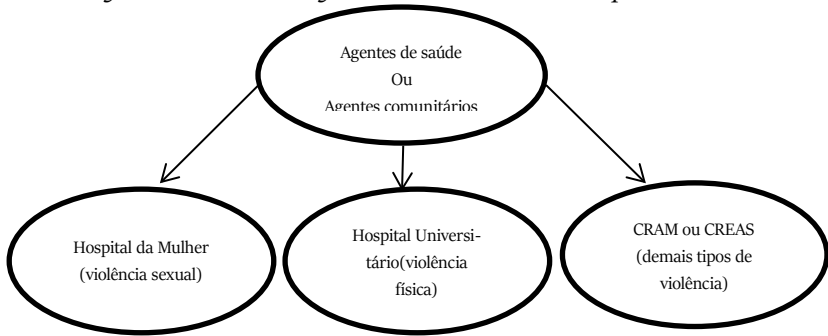 Agentes de saúde
Ou
Agentes comunitários
Hospital da Mulher
(violência sexual)
Hospital Universi-
tário(violência
física)
CRAM ou CREAS
(demais tipos de
violência)